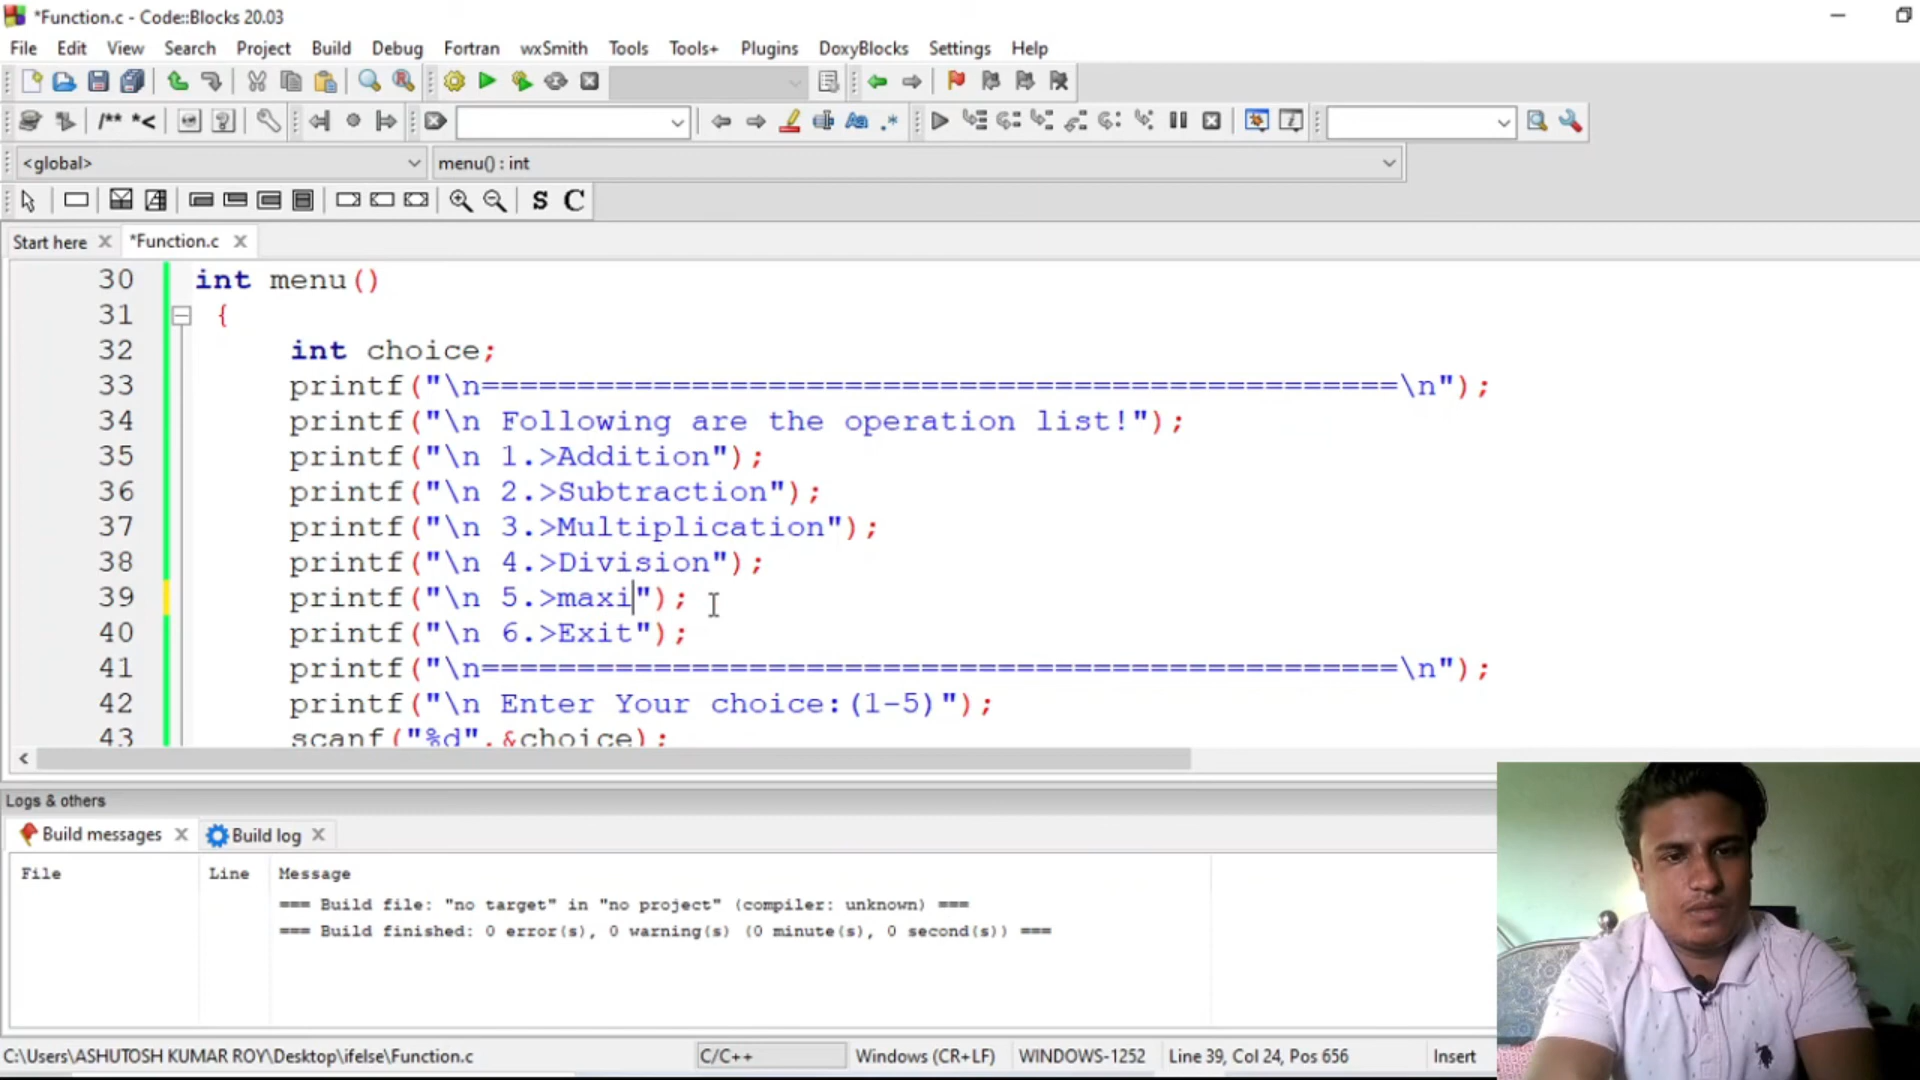 *Function.c - Code::Blocks 20.03
File Edit View Search Project Build Debug Fortran wxSmith Tools Tools+ Plugins DoxyBlocks Settings Help
/** *<
Aa .*
<global> menu() : int
S C
Start here *Function.c
30 int menu()
31 {
32 int choice;
33 printf("\n================================================\n");
34 printf("\n Following are the operation list!");
35 printf("\n 1.>Addition");
36 printf("\n 2.>Subtraction");
37 printf("\n 3.>Multiplication");
38 printf("\n 4.>Division");
39 printf("\n 5.>maxi");
40 printf("\n 6.>Exit");
41 printf("\n================================================\n");
42 printf("\n Enter Your choice:(1-5)");
43 scanf("%d",&choice);
Logs & others
Build messages Build log
File Line Message
=== Build file: "no target" in "no project" (compiler: unknown) ===
=== Build finished: 0 error(s), 0 warning(s) (0 minute(s), 0 second(s)) ===
C:\Users\ASHUTOSH KUMAR ROY\Desktop\ifelse\Function.c C/C++ Windows (CR+LF) WINDOWS-1252 Line 39, Col 24, Pos 656 Insert